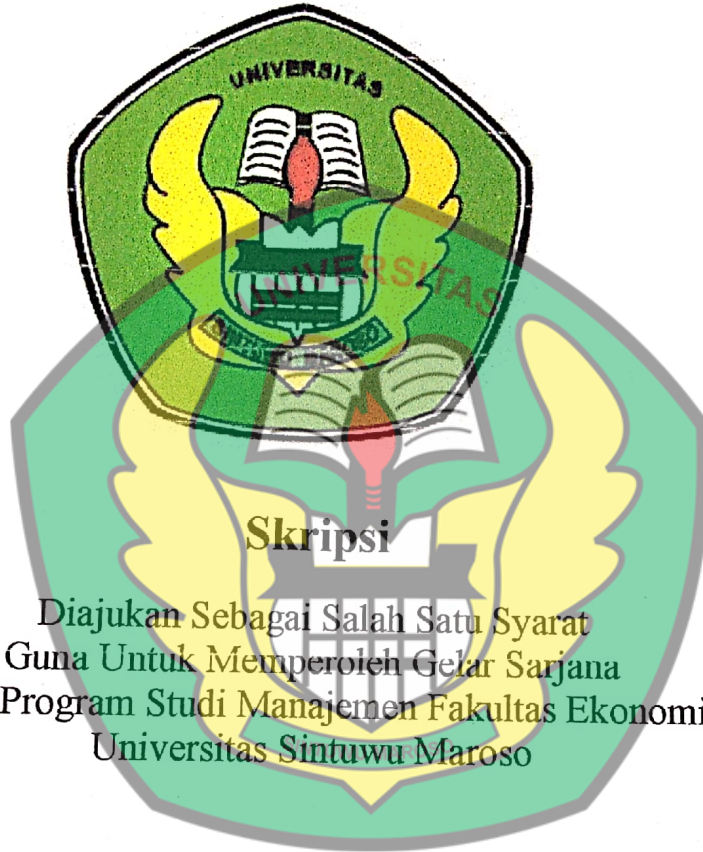 UNIVERSITAS
UNIVERSITAS
Skripsi
Diajukan Sebagai Salah Satu Syarat
Guna Untuk Memperoleh Gelar Sarjana
Program Studi Manajemen Fakultas Ekonomi
Universitas Sintuwu Maroso